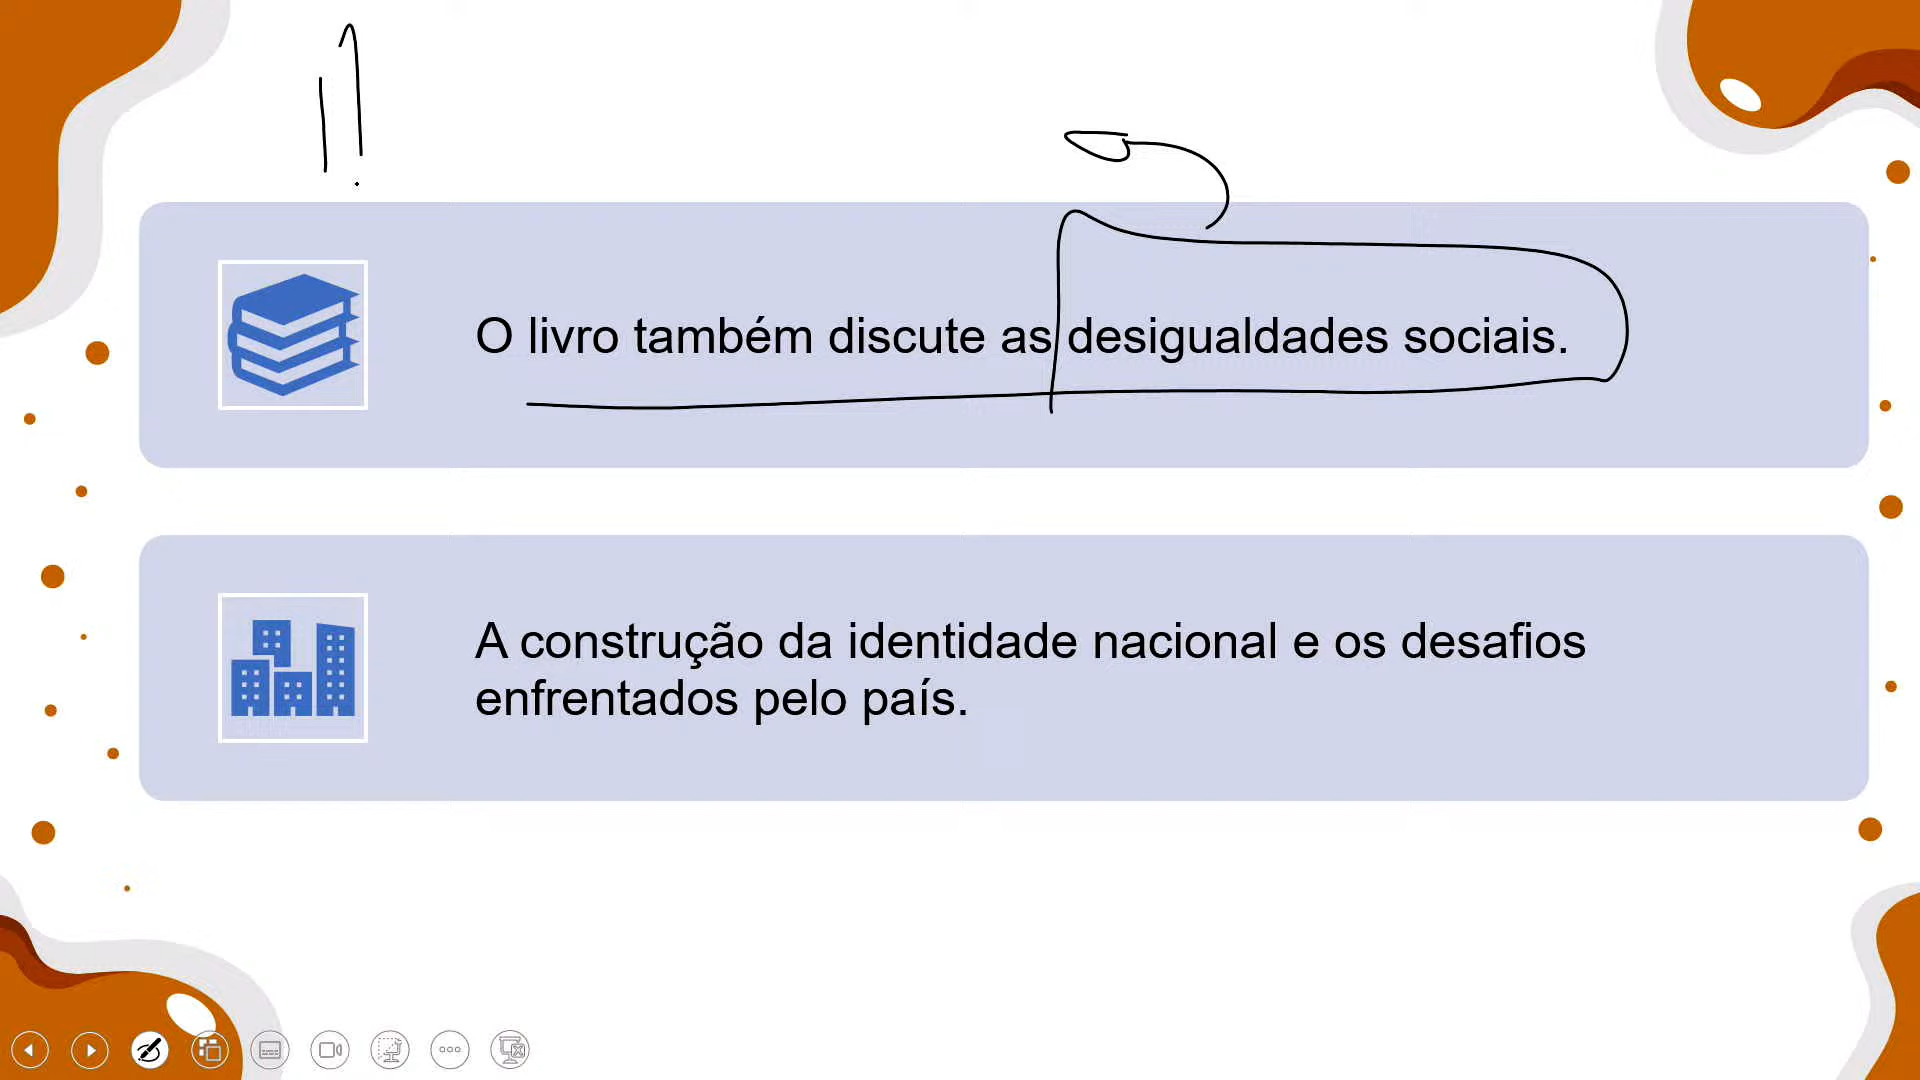 O livro também discute as desigualdades sociais.
A construção da identidade nacional e os desafios
enfrentados pelo país.